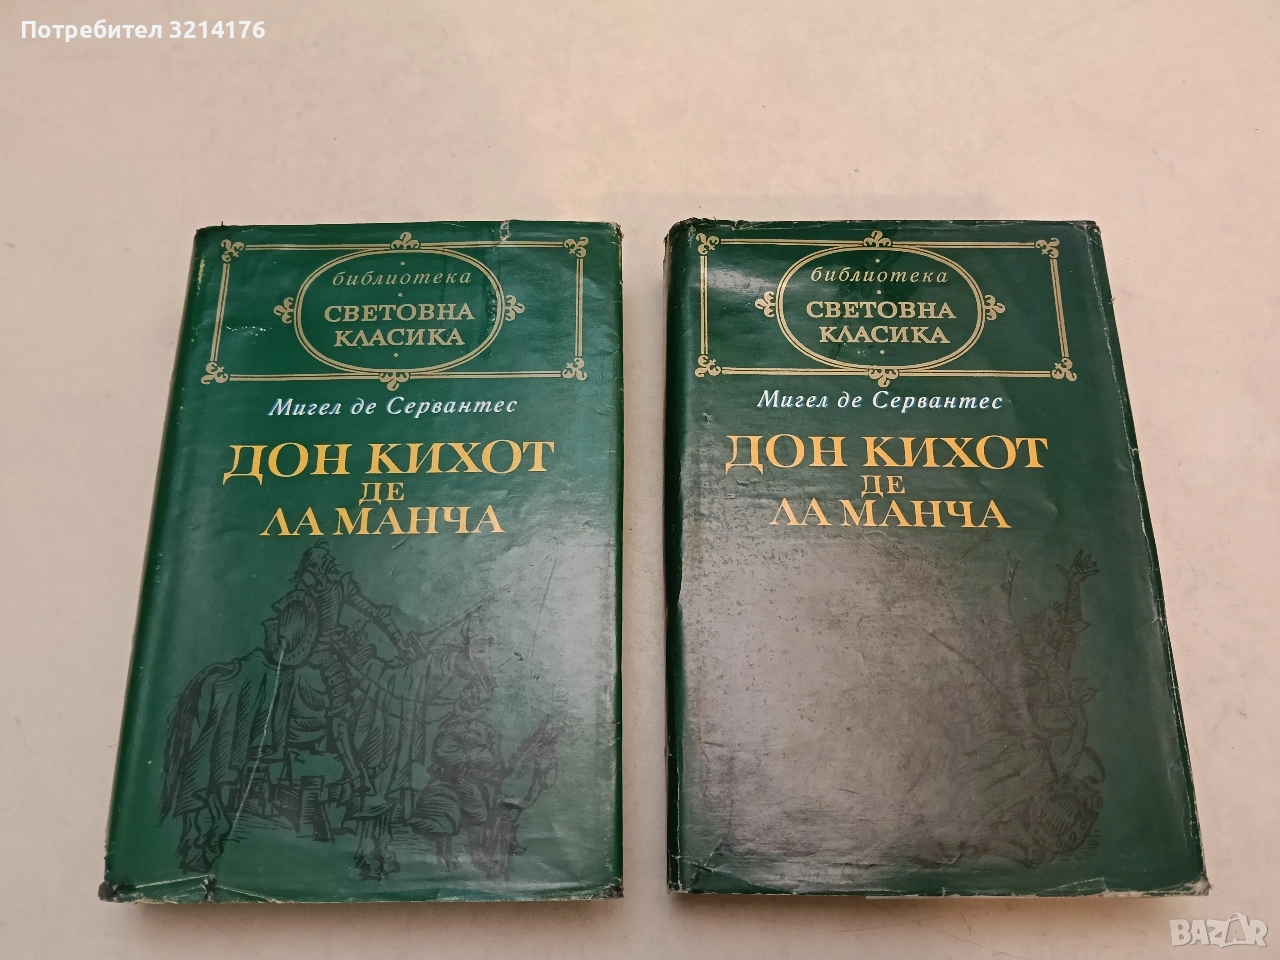 Потребител 3214176
библиотека
СВЕТОВНА
КЛАСИКА
Мигел де Сервантес
ДОН КИХОТ
ДЕ
ЛА МАНЧА
библиотека
СВЕТОВНА
КЛАСИКА
Мигел де Сервантес
ДОН КИХОТ
ДЕ
ЛА МАНЧА
BAZAR